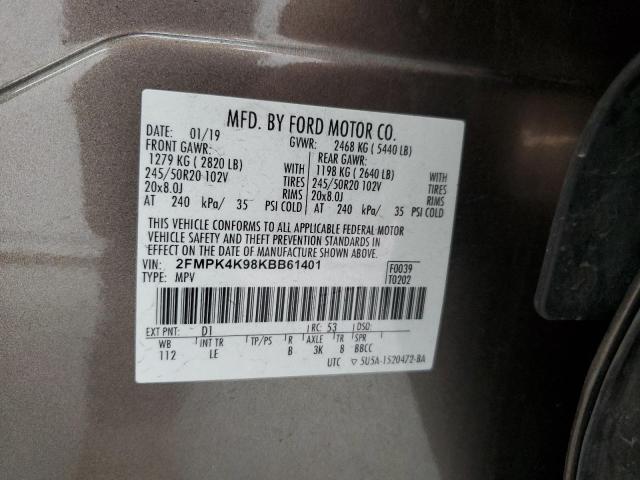 MFD. BY FORD MOTOR CO.
DATE: 01/19 GVWR: 2468 KG ( 5440 LB)
FRONT GAWR: REAR GAWR:
1279 KG ( 2820 LB) WITH 1198 KG ( 2640 LB) WITH
245/50R20 102V TIRES 245/50R20 102V TIRES
20x8.0J RIMS 20x8.0J RIMS
AT 240 kPa/ 35 PSI COLD AT 240 kPa/ 35 PSI COLD
THIS VEHICLE CONFORMS TO ALL APPLICABLE FEDERAL MOTOR
VEHICLE SAFETY AND THEFT PREVENTION STANDARDS IN
EFFECT ON THE DATE OF MANUFACTURE SHOWN ABOVE.
VIN: 2FMPK4K98KBB61401 F0039
TYPE: MPV T0202
EXT PNT: D1 RC: 53 DSO:
WB INT TR TP/PS R AXLE TR SPR
112 LE B 3K 8 BBCC
UTC ▽ 5U5A-1520472-BA